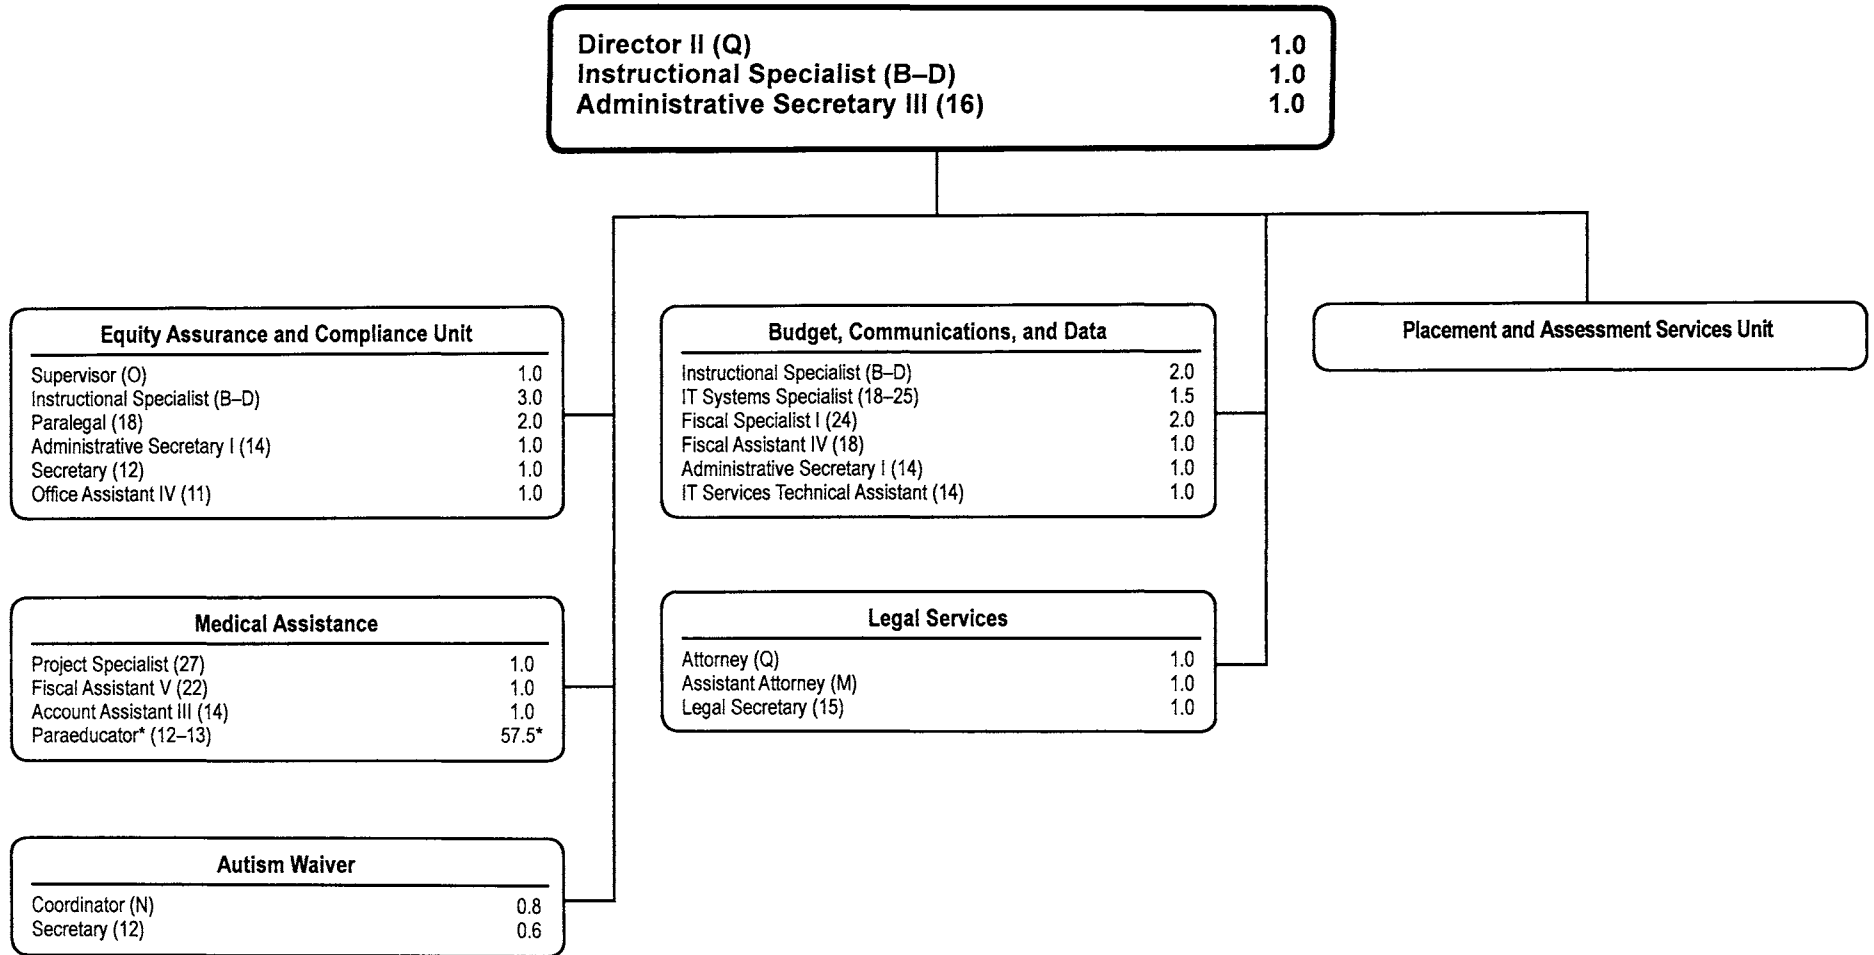 Director II (Q) 1.0
Instructional Specialist (B–D) 1.0
Administrative Secretary III (16) 1.0
Equity Assurance and Compliance Unit
Supervisor (O) 1.0
Instructional Specialist (B–D) 3.0
Paralegal (18) 2.0
Administrative Secretary I (14) 1.0
Secretary (12) 1.0
Office Assistant IV (11) 1.0
Budget, Communications, and Data
Instructional Specialist (B–D) 2.0
IT Systems Specialist (18–25) 1.5
Fiscal Specialist I (24) 2.0
Fiscal Assistant IV (18) 1.0
Administrative Secretary I (14) 1.0
IT Services Technical Assistant (14) 1.0
Placement and Assessment Services Unit
Medical Assistance
Project Specialist (27) 1.0
Fiscal Assistant V (22) 1.0
Account Assistant III (14) 1.0
Paraeducator* (12–13) 57.5*
Legal Services
Attorney (Q) 1.0
Assistant Attorney (M) 1.0
Legal Secretary (15) 1.0
Autism Waiver
Coordinator (N) 0.8
Secretary (12) 0.6